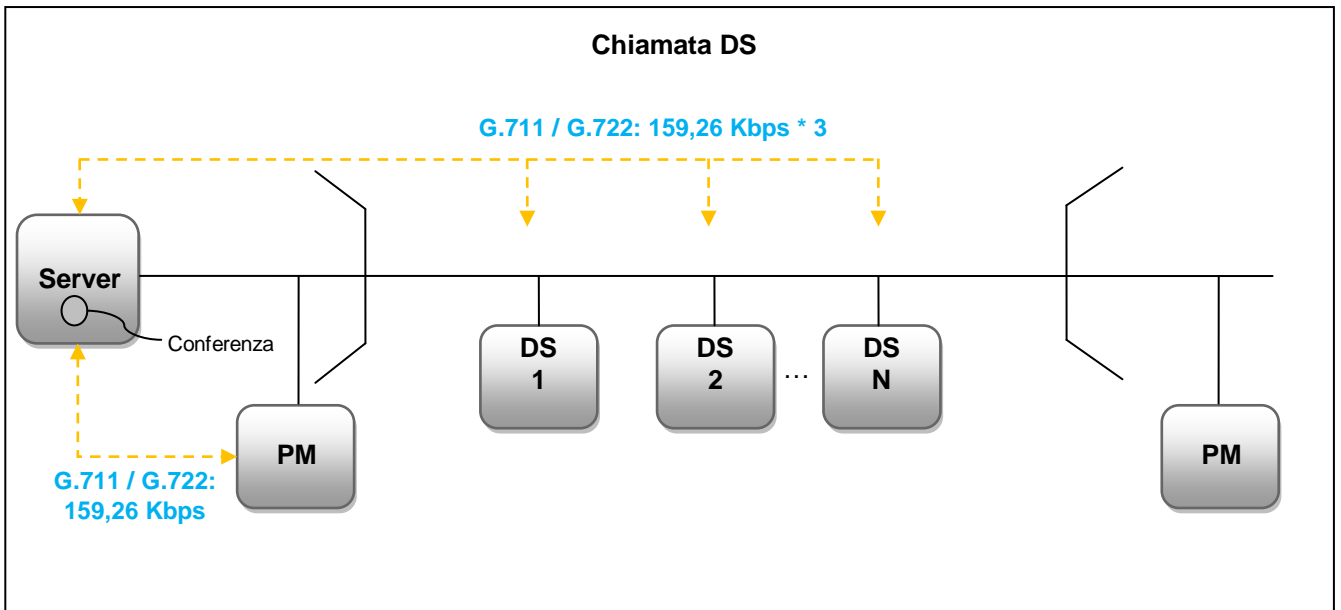 Chiamata DS
G.711 / G.722: 159,26 Kbps * 3
Server
Conferenza
DS
1
DS
2
...
DS
N
PM
G.711 / G.722:
159,26 Kbps
PM